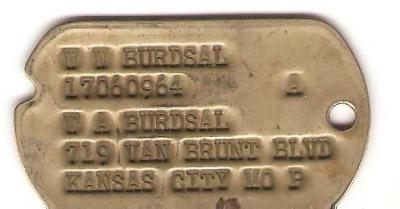 W W BURDSAL
17060964 A
W A BURDSAL
719 VAN BRUNT BLVD
KANSAS CITY MO P